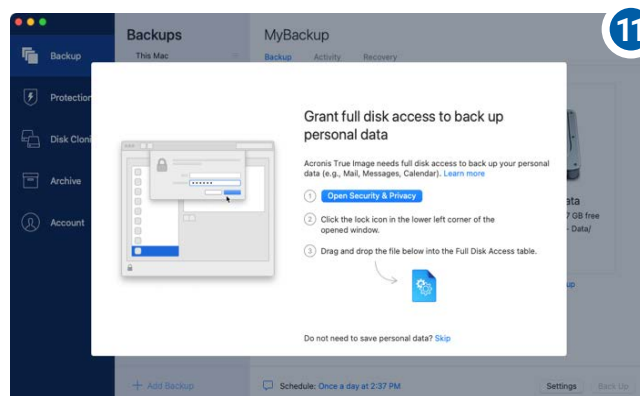 11
Backups
MyBackup
Backup
This Mac
Backup Activity Recovery
Protection
Grant full disk access to back up
personal data
Disk Cloni
Acronis True Image needs full disk access to back up your personal
data (e.g., Mail, Messages, Calendar). Learn more
ata
1 Open Security & Privacy
7 GB free
Archive
- Data/
2 Click the lock icon in the lower left corner of the
opened window.
Account
3 Drag and drop the file below into the Full Disk Access table.
up
Do not need to save personal data? Skip
+ Add Backup
Schedule: Once a day at 2:37 PM
Settings
Back Up